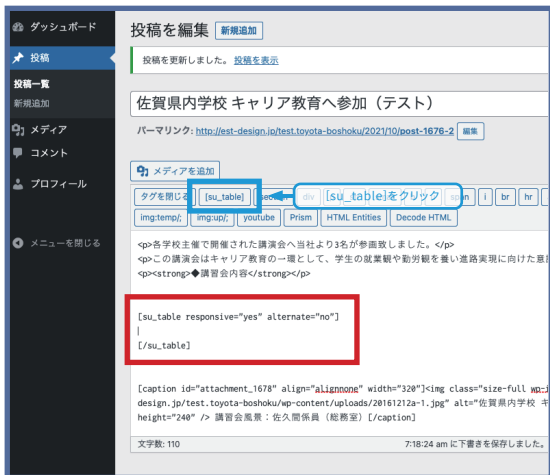 ダッシュボード
投稿
投稿一覧
新規追加
メディア
コメント
プロフィール
メニューを閉じる
投稿を編集 新規追加
投稿を更新しました。 投稿を表示
佐賀県内学校 キャリア教育へ参加（テスト）
パーマリンク: http://est-design.jp/test.toyota-boshoku/2021/10/post-1676-2 編集
メディアを追加
タグを閉じる [su_table] div [su_table]をクリック i br hr
img:temp/; img:up/; youtube Prism HTML Entities Decode HTML
<p>各学校主催で開催された講演会へ当社より3名が参画致しました。</p>
<p>この講演会はキャリア教育の一環として、学生の就業観や勤労観を養い進路実現に向けた意
<p><strong>◆講習会内容</strong></p>
[su_table responsive="yes" alternate="no"]
[/su_table]
[caption id="attachment_1678" align="alignnone" width="320"]<img class="size-full wp-i
design.jp/test.toyota-boshoku/wp-content/uploads/20161212a-1.jpg" alt="佐賀県内学校 キ
height="240" /> 講習会風景：佐久間係員（総務室）[/caption]
文字数: 110 7:18:24 am に下書きを保存しました。